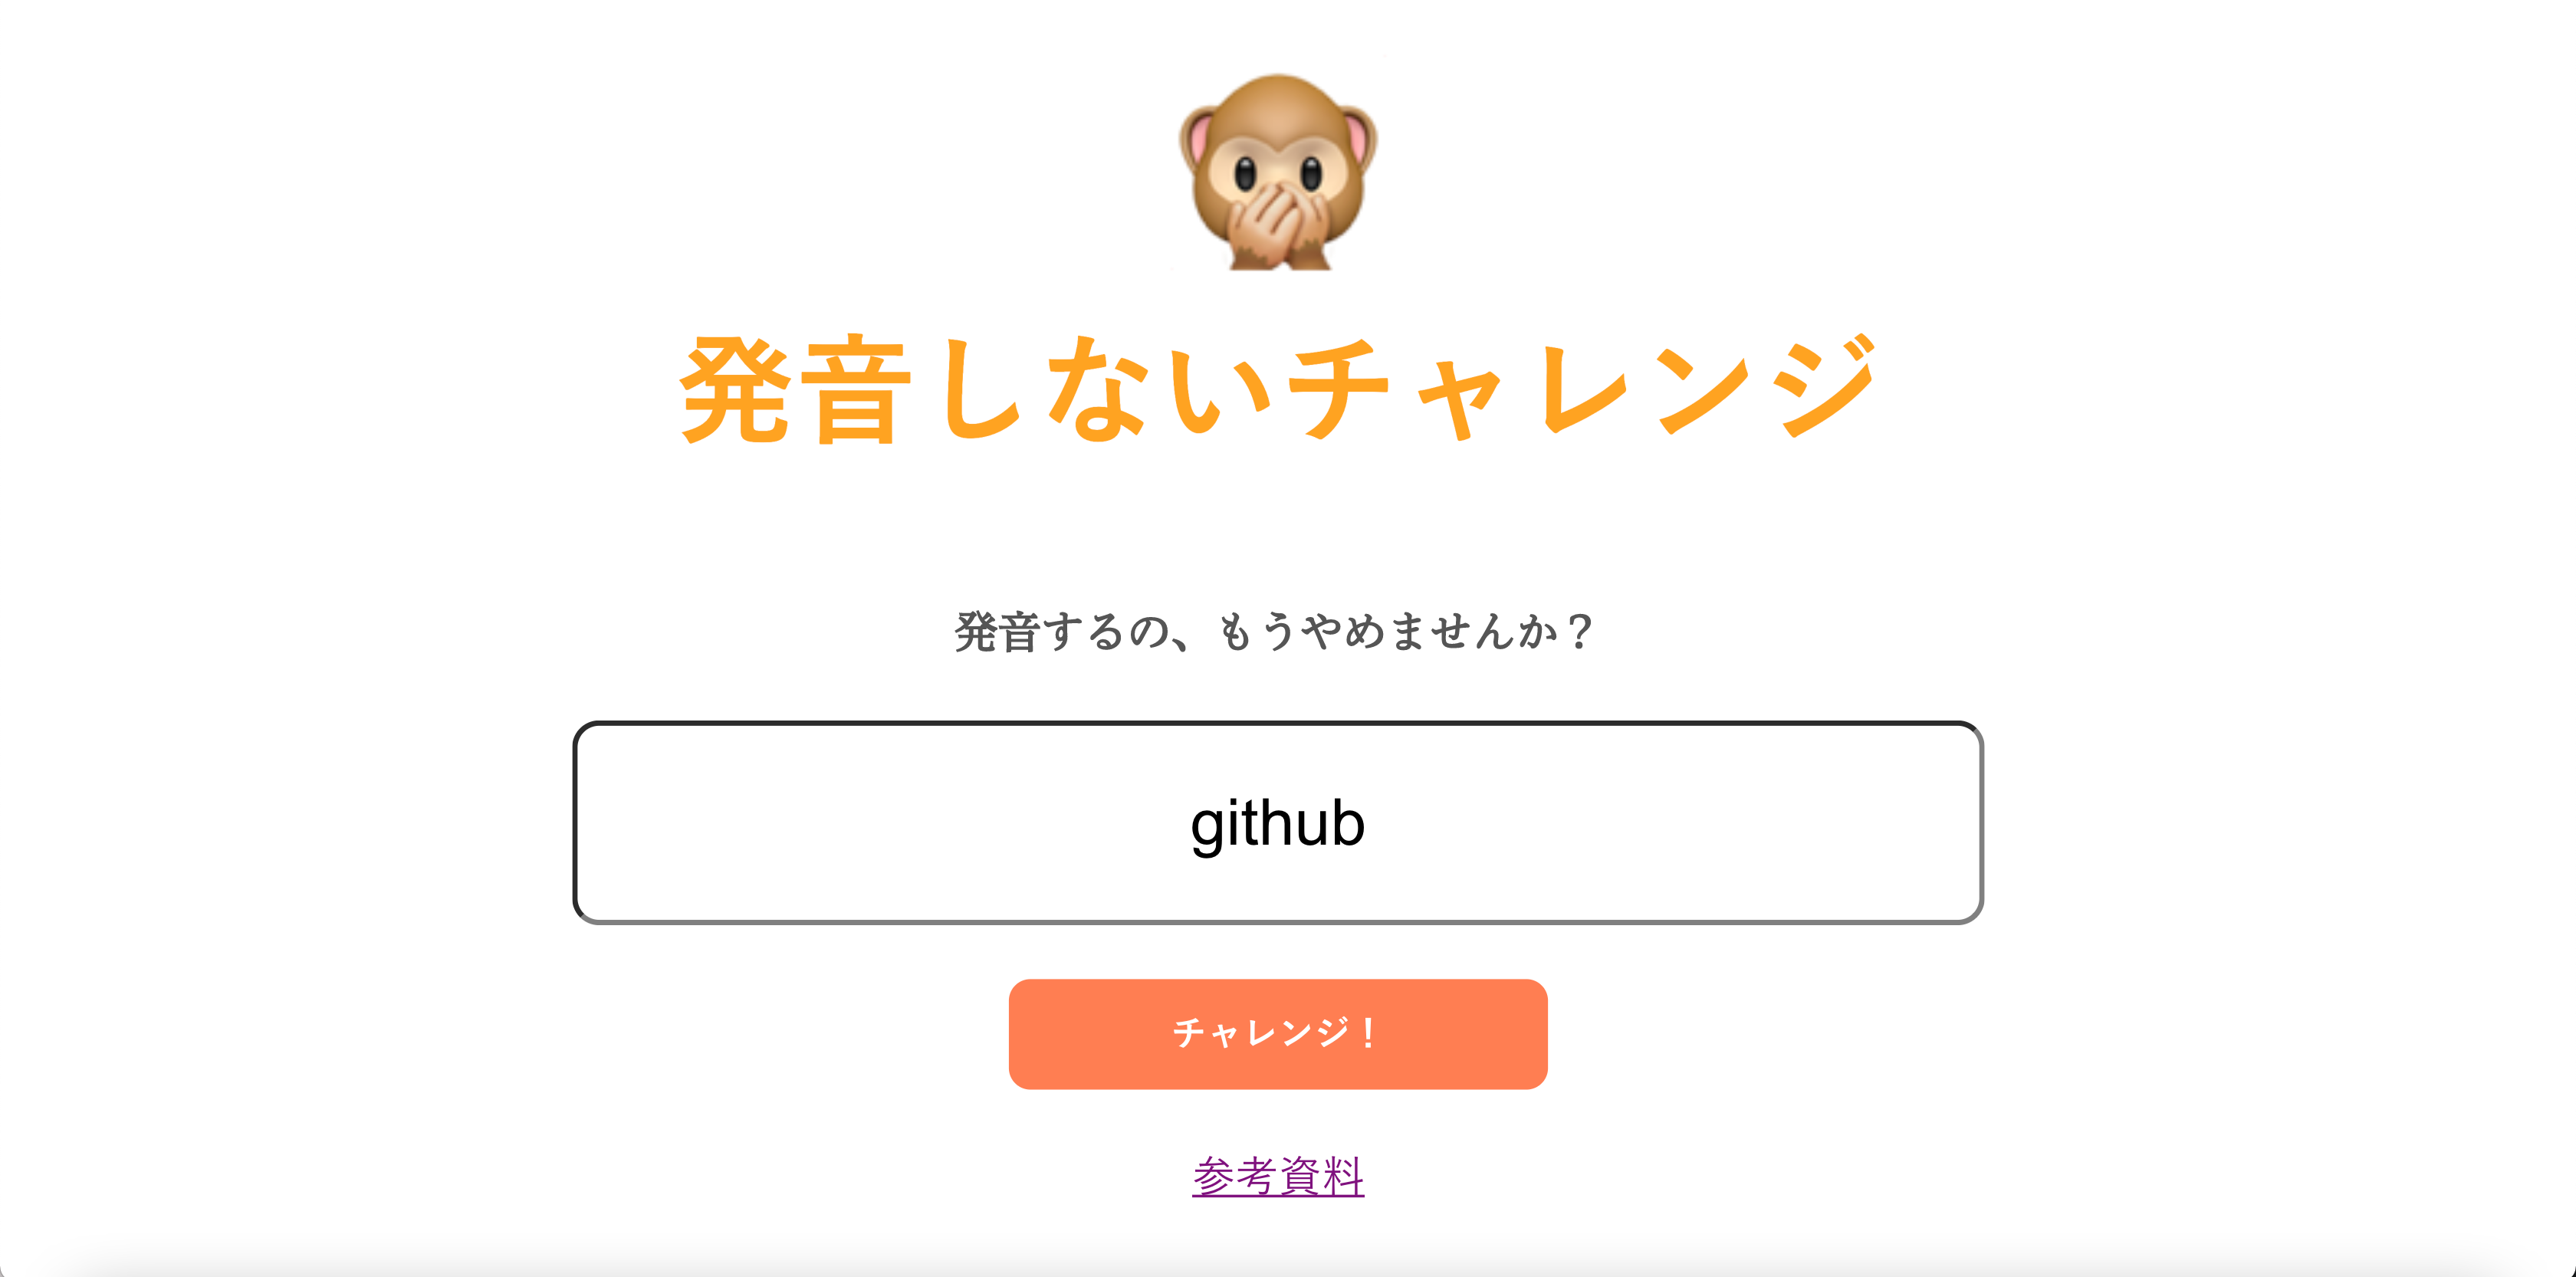 発音しないチャレンジ
発音するの、もうやめませんか？
github
チャレンジ！
参考資料